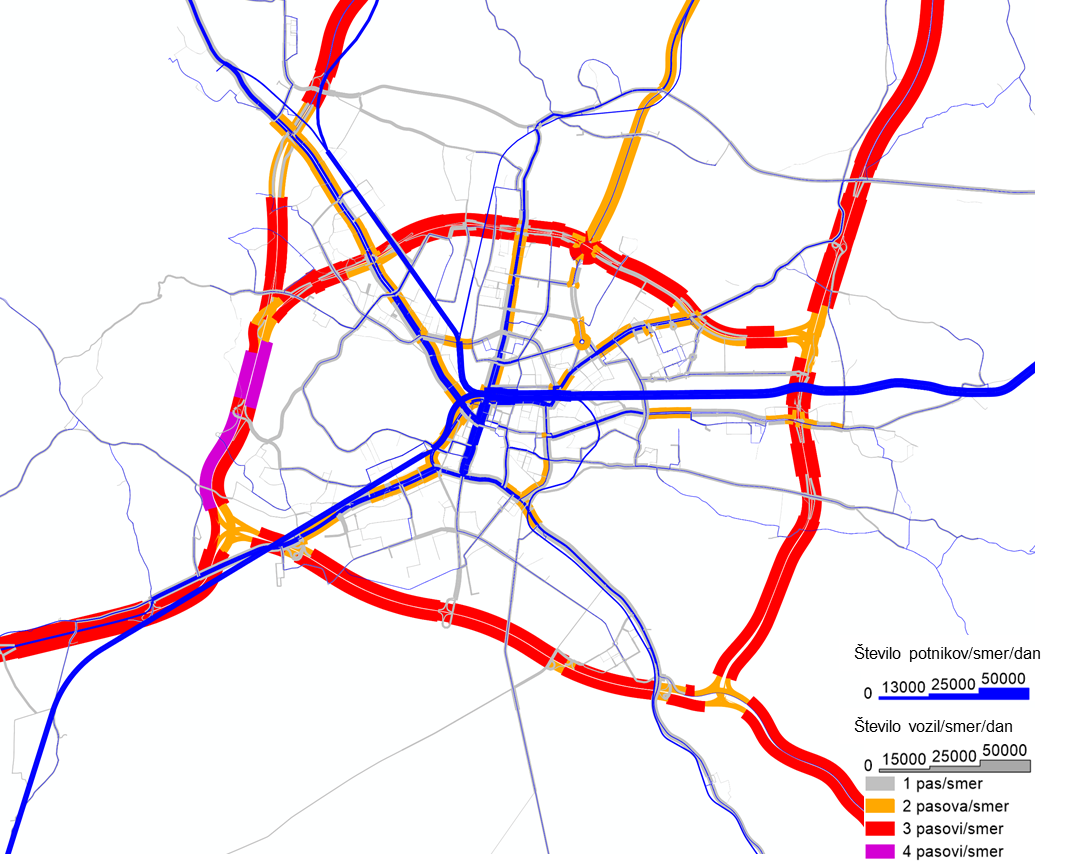 Število potnikov/smer/dan
0 13000 25000 50000
Število vozil/smer/dan
0 15000 25000 50000
1 pas/smer
2 pasova/smer
3 pasovi/smer
4 pasovi/smer